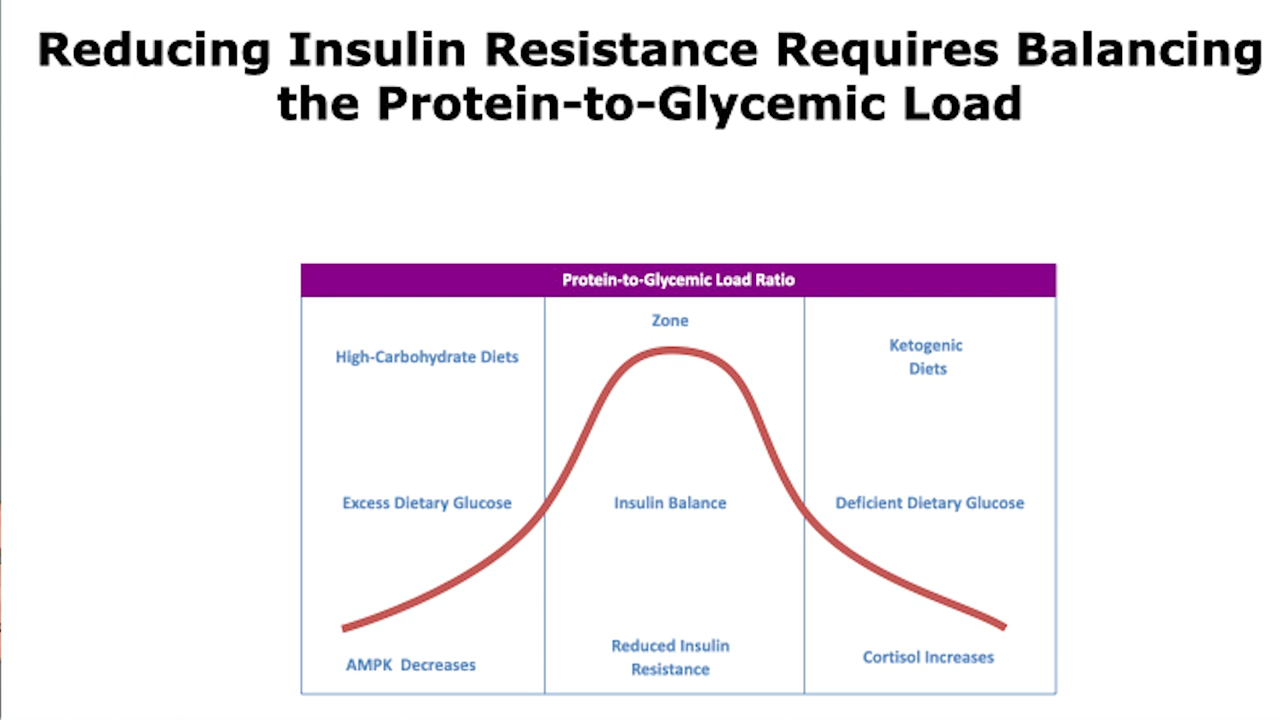 Reducing Insulin Resistance Requires Balancing
the Protein-to-Glycemic Load
Protein-to-Glycemic Load Ratio
High-Carbohydrate Diets
Excess Dietary Glucose
AMPK Decreases
Zone
Insulin Balance
Reduced Insulin
Resistance
Ketogenic
Diets
Deficient Dietary Glucose
Cortisol Increases